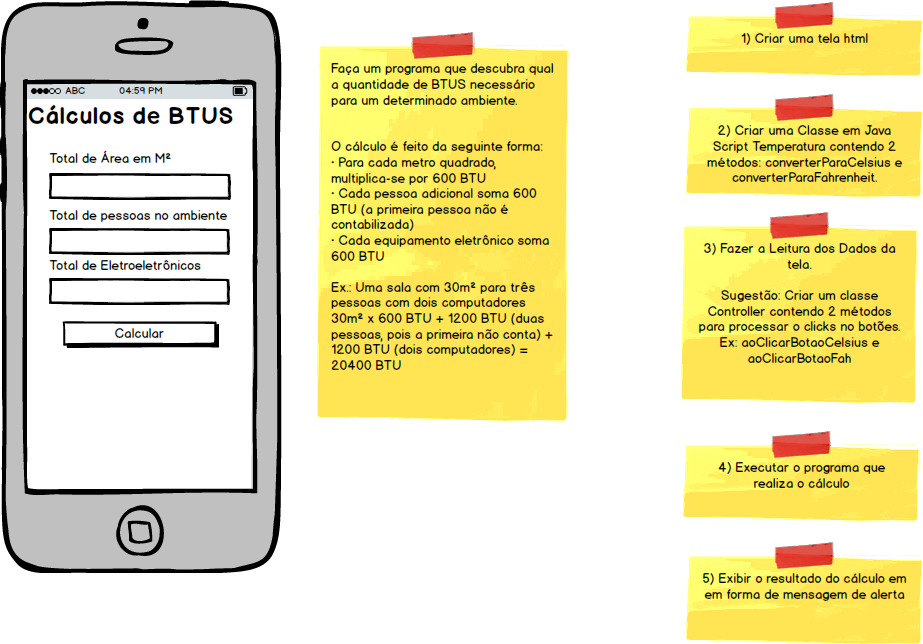 ABC 04:59 PM
Cálculos de BTUS
Total de Área em M²
Total de pessoas no ambiente
Total de Eletroeletrônicos
Calcular
Faça um programa que descubra qual
a quantidade de BTUS necessário
para um determinado ambiente.
O cálculo é feito da seguinte forma:
· Para cada metro quadrado,
multiplica-se por 600 BTU
· Cada pessoa adicional soma 600
BTU (a primeira pessoa não é
contabilizada)
· Cada equipamento eletrônico soma
600 BTU
Ex.: Uma sala com 30m² para três
pessoas com dois computadores
30m² x 600 BTU + 1200 BTU (duas
pessoas, pois a primeira não conta) +
1200 BTU (dois computadores) =
20400 BTU
1) Criar uma tela html
2) Criar uma Classe em Java
Script Temperatura contendo 2
métodos: converterParaCelsius e
converterParaFahrenheit.
3) Fazer a Leitura dos Dados da
tela.
Sugestão: Criar um classe
Controller contendo 2 métodos
para processar o clicks no botões.
Ex: aoClicarBotaoCelsius e
aoClicarBotaoFah
4) Executar o programa que
realiza o cálculo
5) Exibir o resultado do cálculo em
em forma de mensagem de alerta